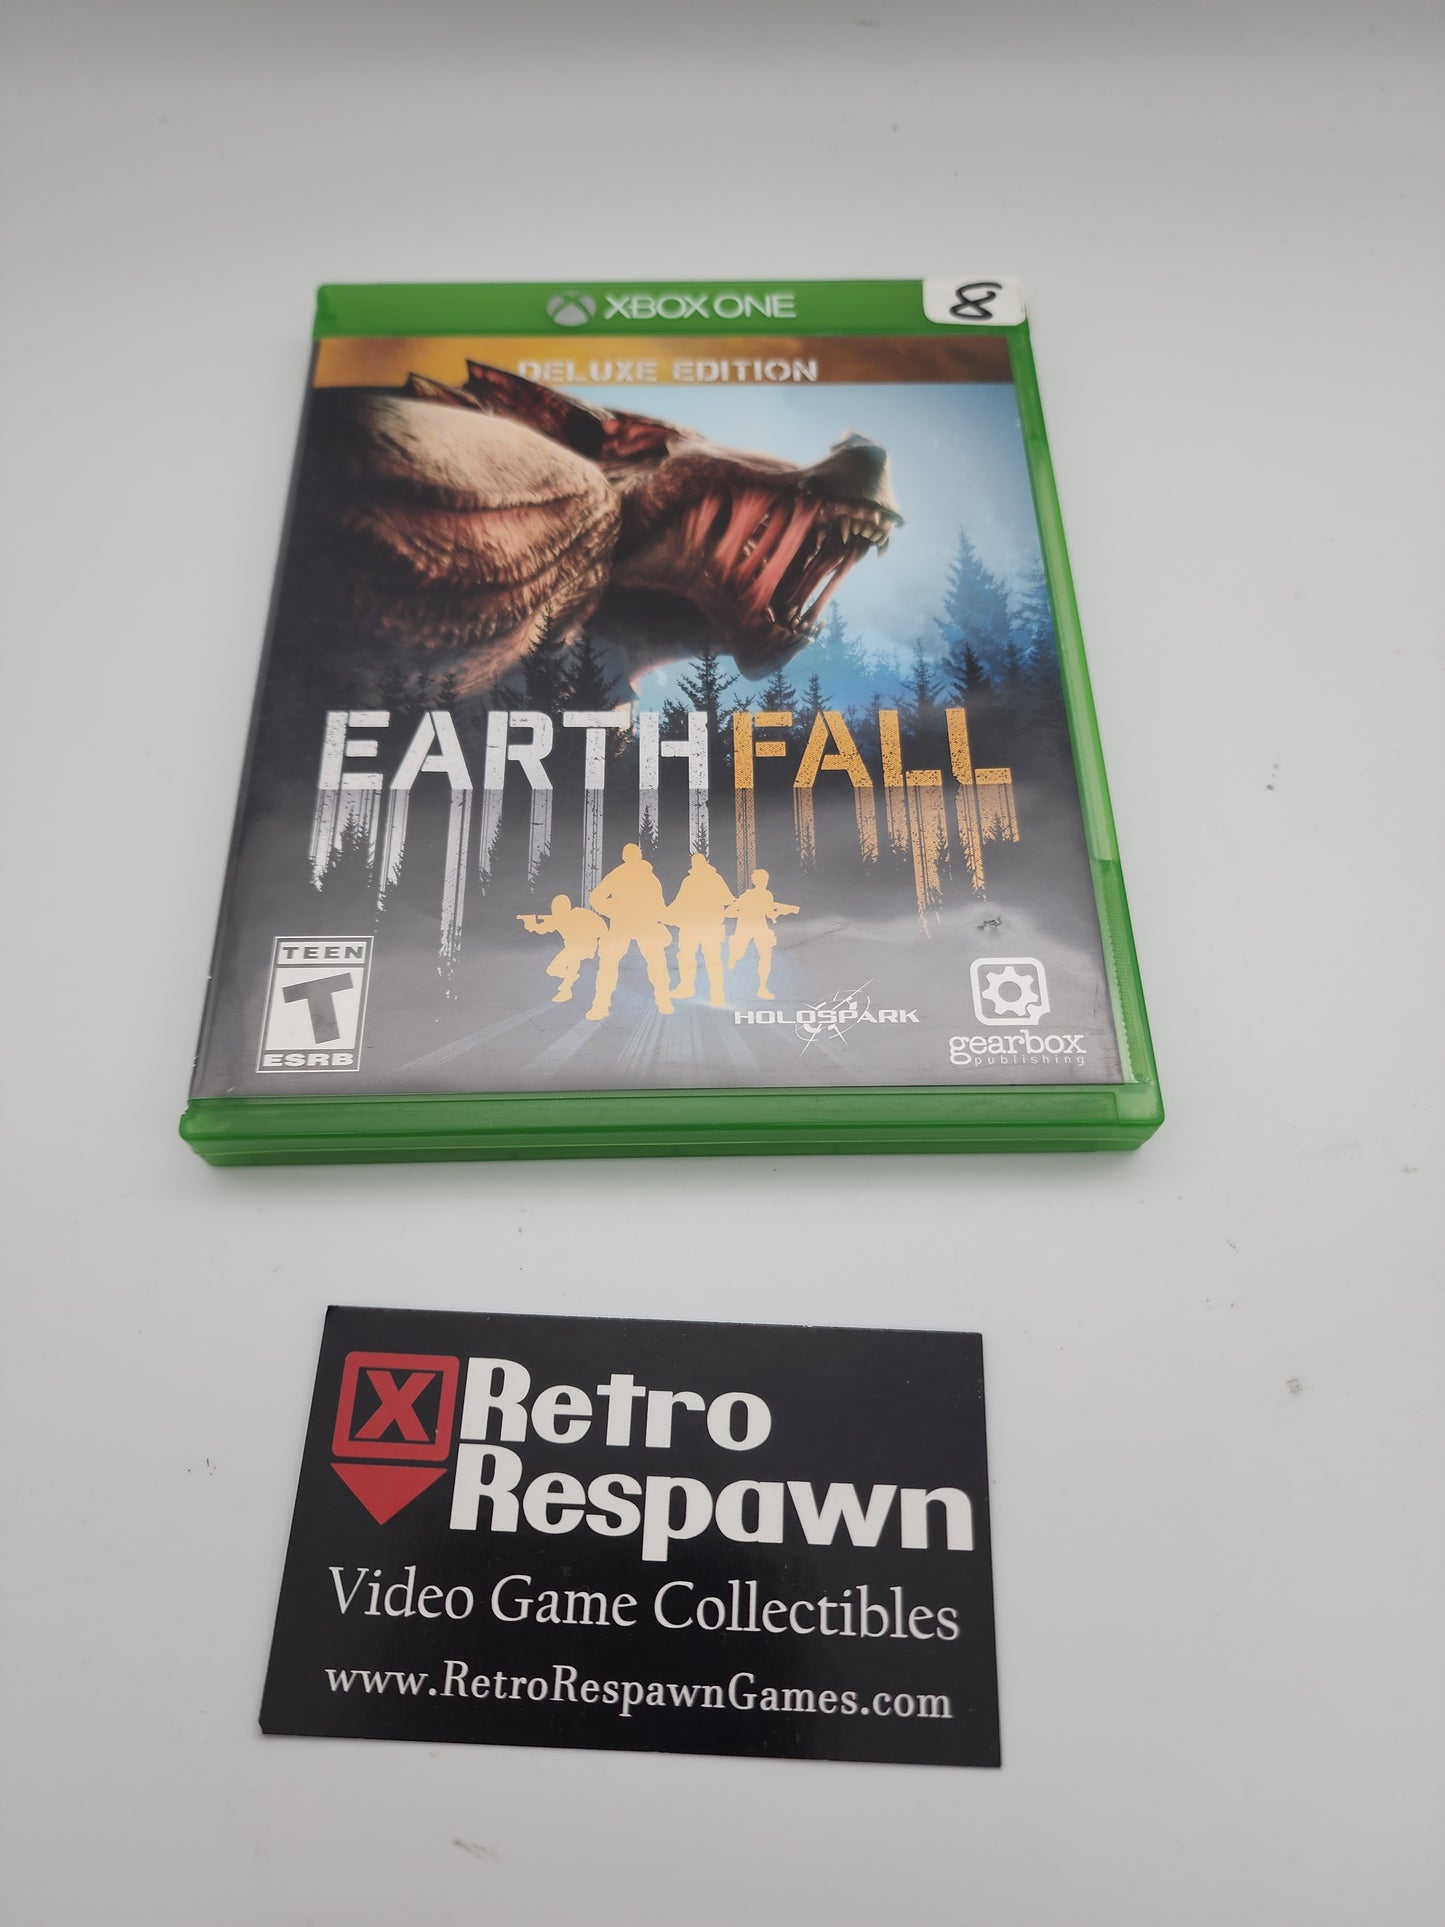 XBOX ONE
8
DELUXE EDITION
EARTHFALL
TEEN
T
ESRB
HOLOSPARK
gearbox
publishing
X
Retro
Respawn
Video Game Collectibles
www.RetroRespawnGames.com